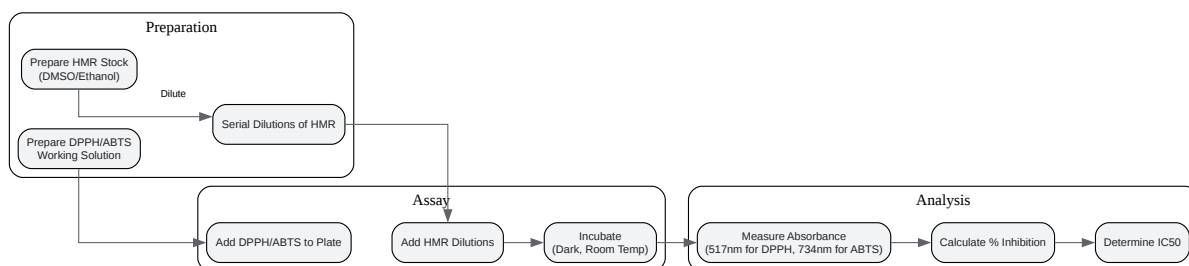 Preparation
Prepare HMR Stock
(DMSO/Ethanol)
Dilute
Serial Dilutions of HMR
Prepare DPPH/ABTS
Working Solution
Assay
Add DPPH/ABTS to Plate
Add HMR Dilutions
Incubate
(Dark, Room Temp)
Analysis
Measure Absorbance
(517nm for DPPH, 734nm for ABTS)
Calculate % Inhibition
Determine IC50